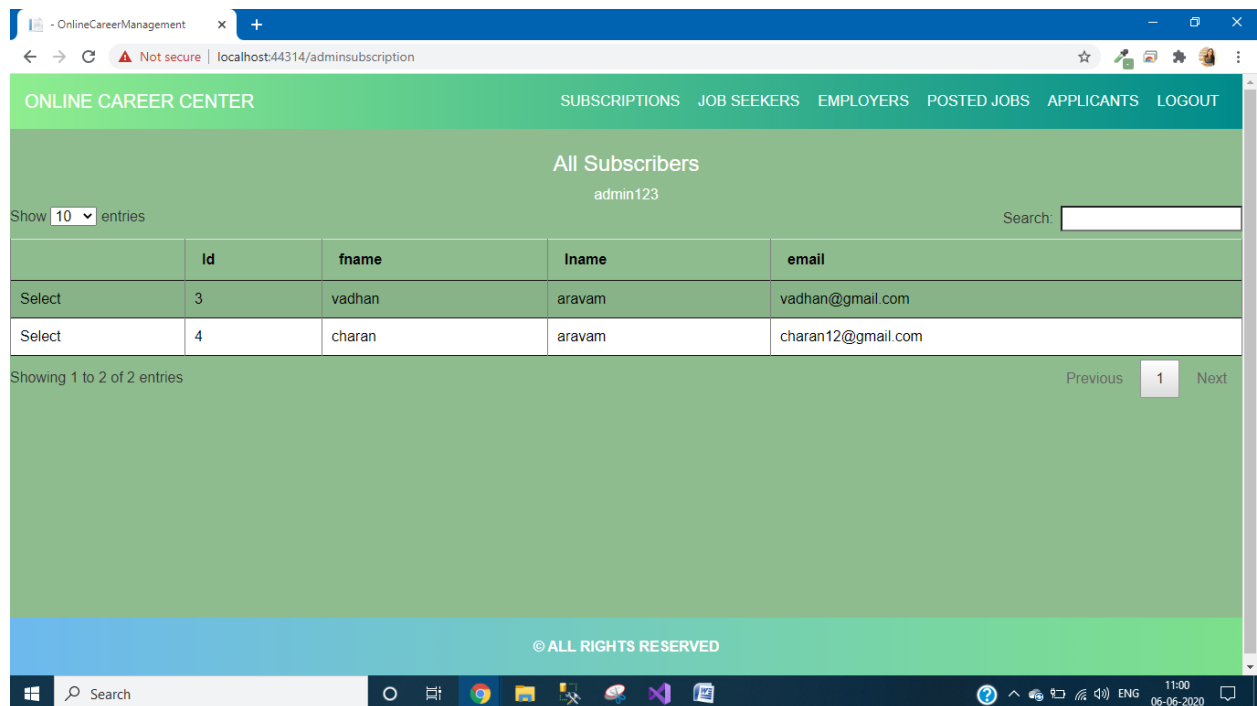 - OnlineCareerManagement
Not secure | localhost:44314/adminsubscription
ONLINE CAREER CENTER SUBSCRIPTIONS JOB SEEKERS EMPLOYERS POSTED JOBS APPLICANTS LOGOUT
All Subscribers
admin123
Show 10 entries Search:
Id fname lname email
Select 3 vadhan aravam vadhan@gmail.com
Select 4 charan aravam charan12@gmail.com
Showing 1 to 2 of 2 entries Previous 1 Next
© ALL RIGHTS RESERVED
Search ENG 11:00
06-06-2020